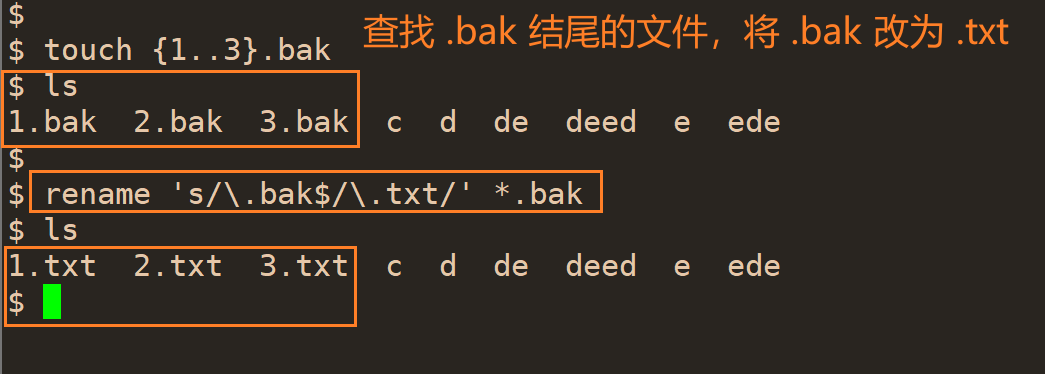 $
$ touch {1..3}.bak
查找 .bak 结尾的文件，将 .bak 改为 .txt
$ ls
1.bak  2.bak  3.bak  c  d  de  deed  e  ede
$
$ rename 's/\.bak$/\.txt/' *.bak
$ ls
1.txt  2.txt  3.txt  c  d  de  deed  e  ede
$